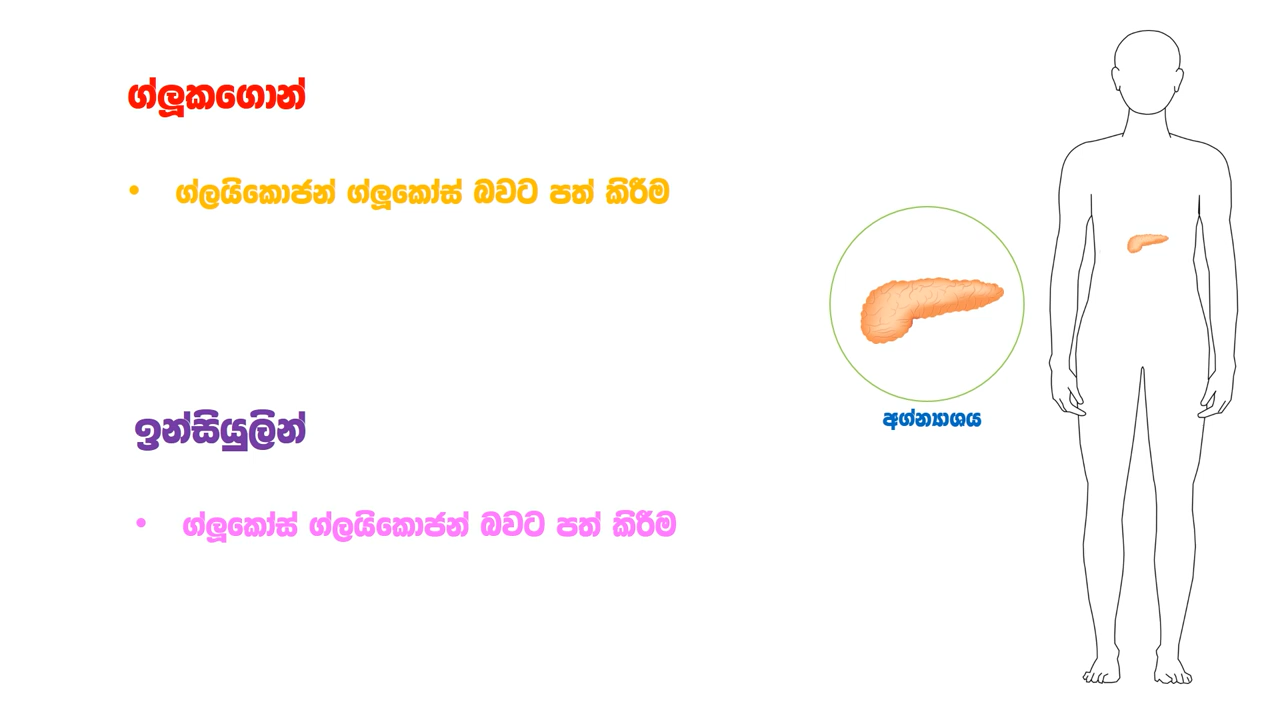 ග්ලූකගොන්
• ග්ලයිකොජන් ග්ලූකෝස් බවට පත් කිරීම
අග්න්‍යාශය
ඉන්සියුලින්
• ග්ලූකෝස් ග්ලයිකොජන් බවට පත් කිරීම